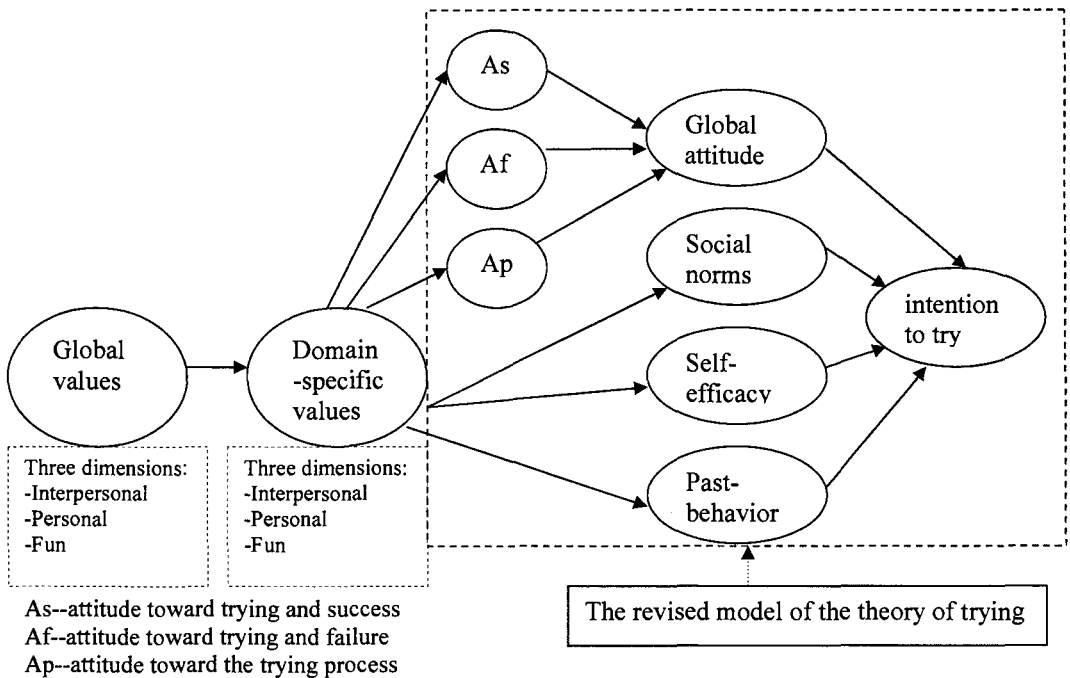 As
Af
Ap
Global
attitude
Social
norms
Self-
efficacy
Past-
behavior
intention
to try
Global
values
Domain
-specific
values
Three dimensions:
-Interpersonal
-Personal
-Fun
Three dimensions:
-Interpersonal
-Personal
-Fun
As--attitude toward trying and success
Af--attitude toward trying and failure
Ap--attitude toward the trying process
The revised model of the theory of trying